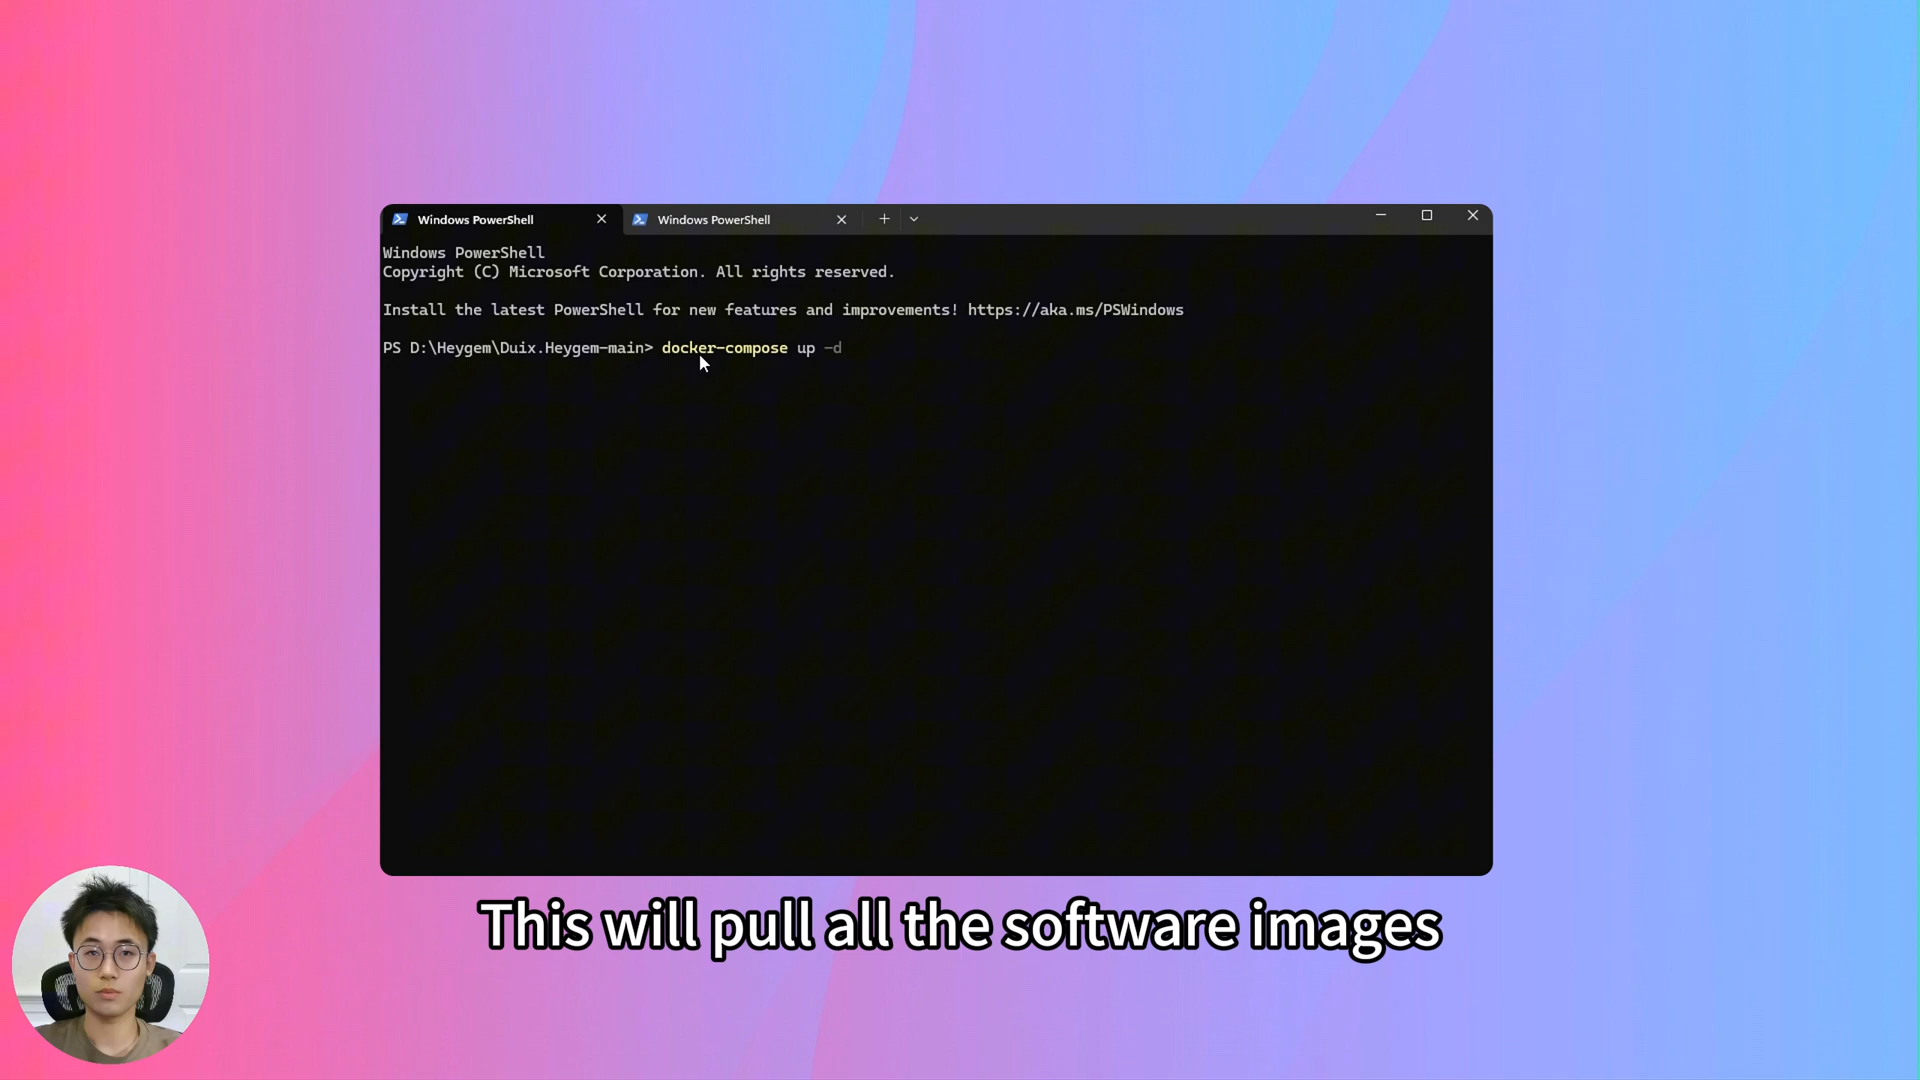 Windows PowerShell
Windows PowerShell
Windows PowerShell
Copyright (C) Microsoft Corporation. All rights reserved.
Install the latest PowerShell for new features and improvements! https://aka.ms/PSWindows
PS D:\Heygem\Duix.Heygem-main> docker-compose up -d
This will pull all the software images